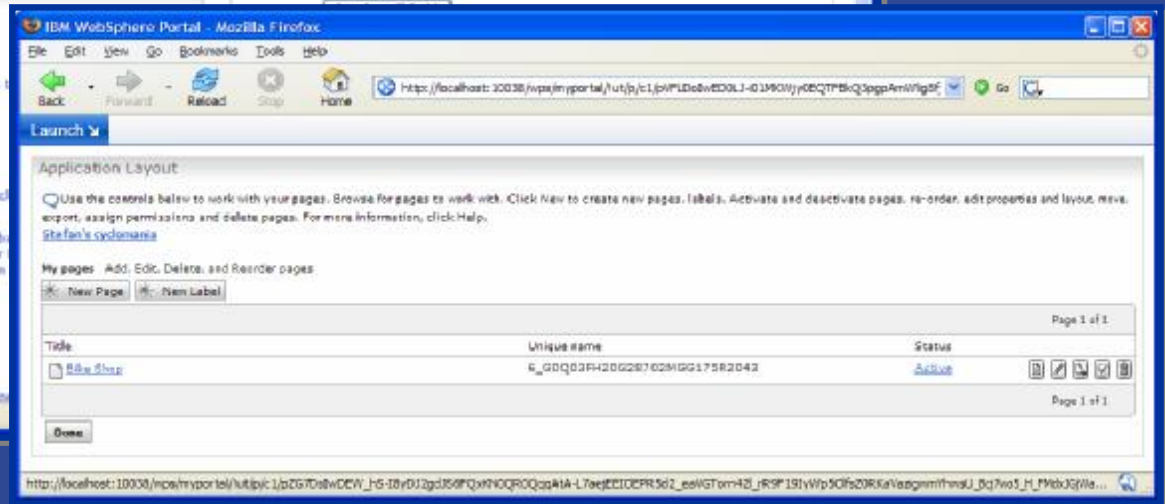 IBM WebSphere Portal - Mozilla Firefox
File Edit View Go Bookmarks Tools Help
Back Forward Reload Stop Home Go
Launch
Application Layout
Use the controls below to work with your pages. Browse for pages to work with. Click New to create new pages, labels. Activate and deactivate pages, re-order, edit properties and layout, move,
export, assign permissions and delete pages. For more information, click Help.
Stefan's cyclomania
My pages Add, Edit, Delete, and Reorder pages
New Page New Label
Page 1 of 1
Title Unique name Status
Bike Shop Active
Page 1 of 1
Done